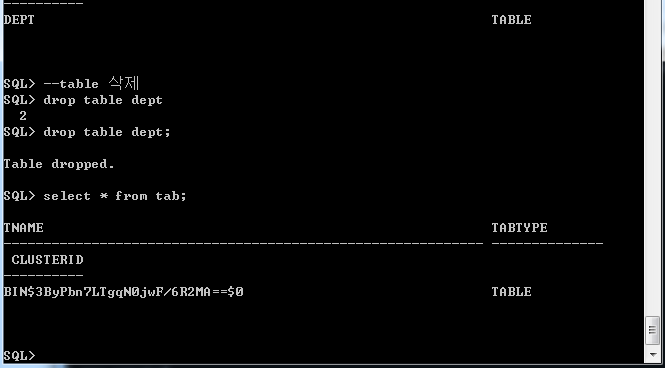 ----------
DEPT TABLE
SQL> --table 삭제
SQL> drop table dept
2
SQL> drop table dept;
Table dropped.
SQL> select * from tab;
TNAME TABTYPE
------------------------------------------------------------ --------------
CLUSTERID
----------
BIN$3ByPbn7LTgqN0jwF/6R2MA==$0 TABLE
SQL>